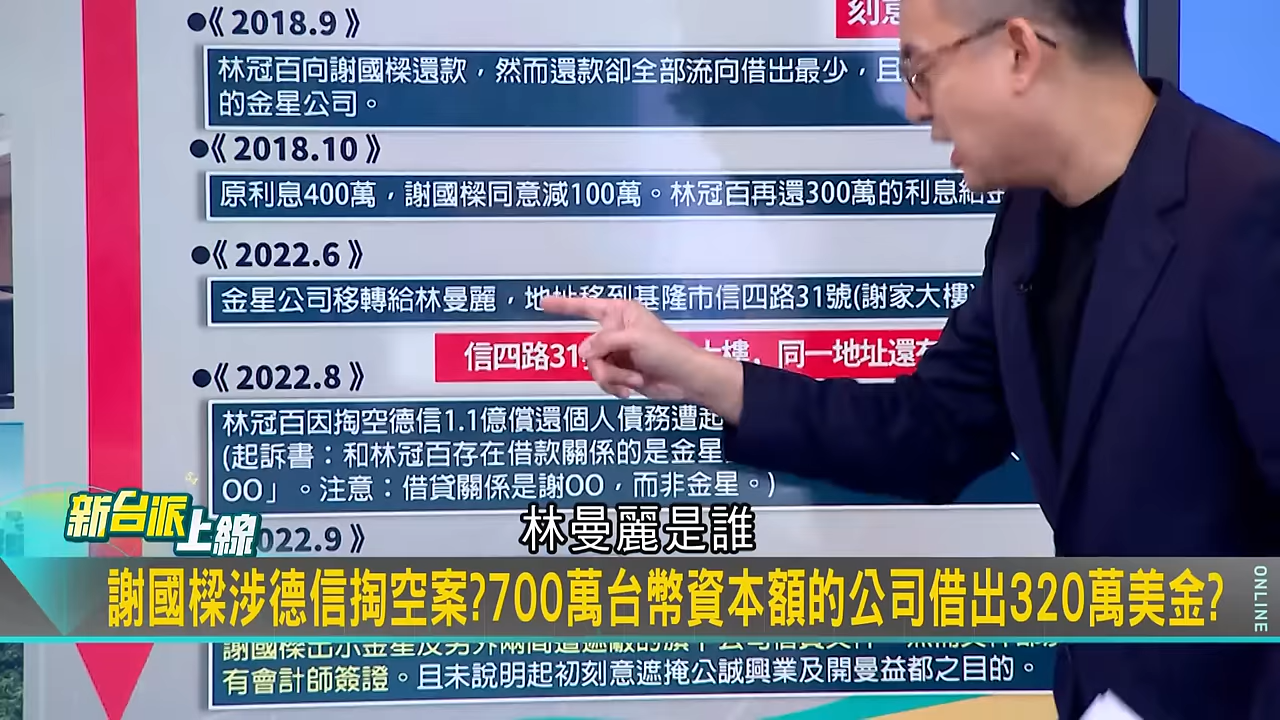 《2018.9》
刻意
林冠百向謝國樑還款，然而還款卻全部流向借出最少，且
的金星公司。
《2018.10》
原利息400萬，謝國樑同意減100萬。林冠百再還300萬的利息給金
《2022.6》
金星公司移轉給林曼麗，地址移到基隆市信四路31號(謝家大樓)
信四路31 大樓，同一地址還有
《2022.8》
林冠百因掏空德信1.1億償還個人債務遭起
(起訴書：和林冠百存在借款關係的是金星 、
OO」。注意：借貸關係是謝OO，而非金星。)
新台派
上線
2022.9》
林曼麗是誰
謝國樑涉德信掏空案?700萬台幣資本額的公司借出320萬美金?
ONLINE
有會計師簽證。且未說明起初刻意遮掩公誠興業及開曼益都之目的。